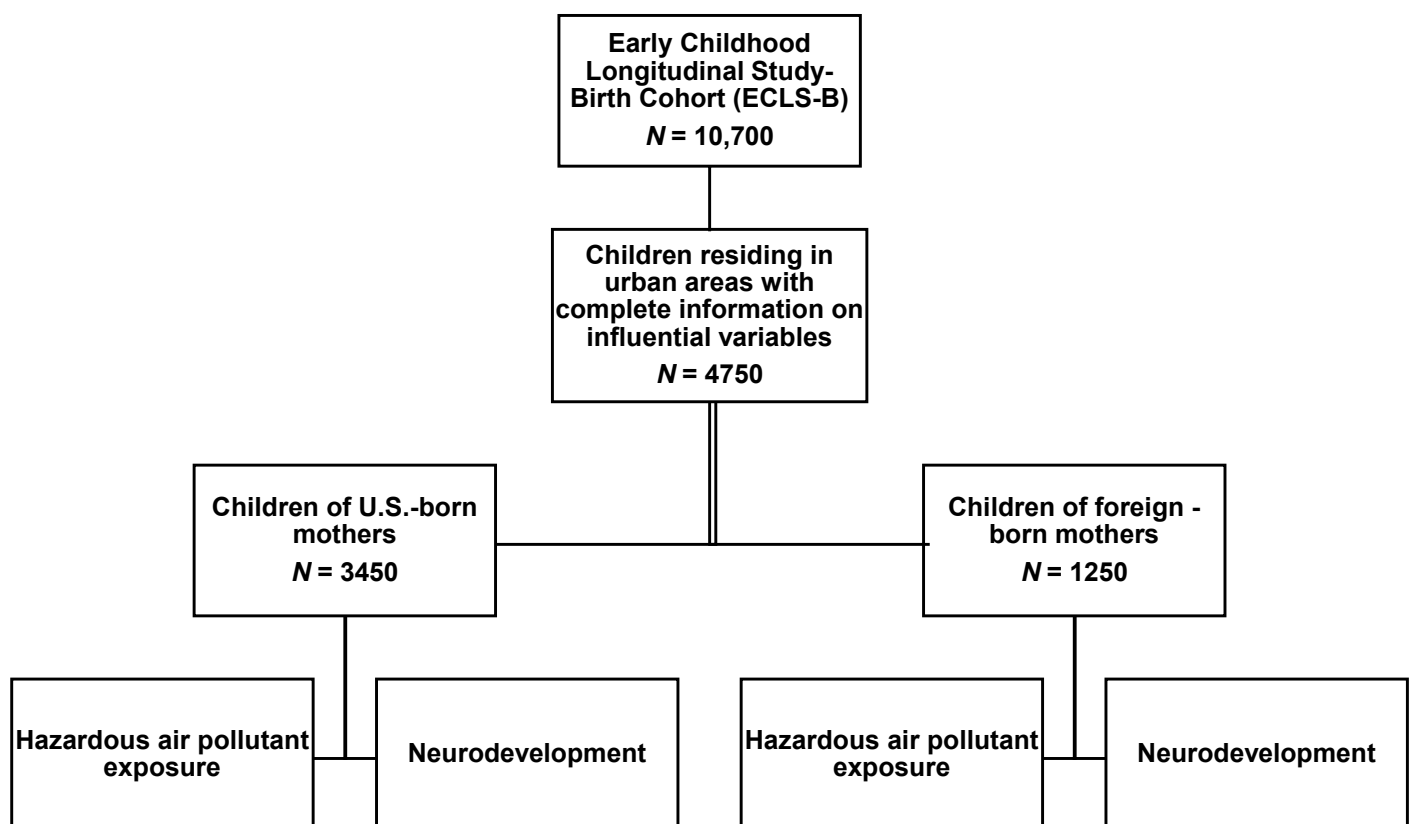 Early Childhood
Longitudinal Study-
Birth Cohort (ECLS-B)
N = 10,700
Children residing in
urban areas with
complete information on
influential variables
N = 4750
Children of U.S.-born
mothers
N = 3450
Children of foreign -
born mothers
N = 1250
Hazardous air pollutant
exposure
Neurodevelopment
Hazardous air pollutant
exposure
Neurodevelopment